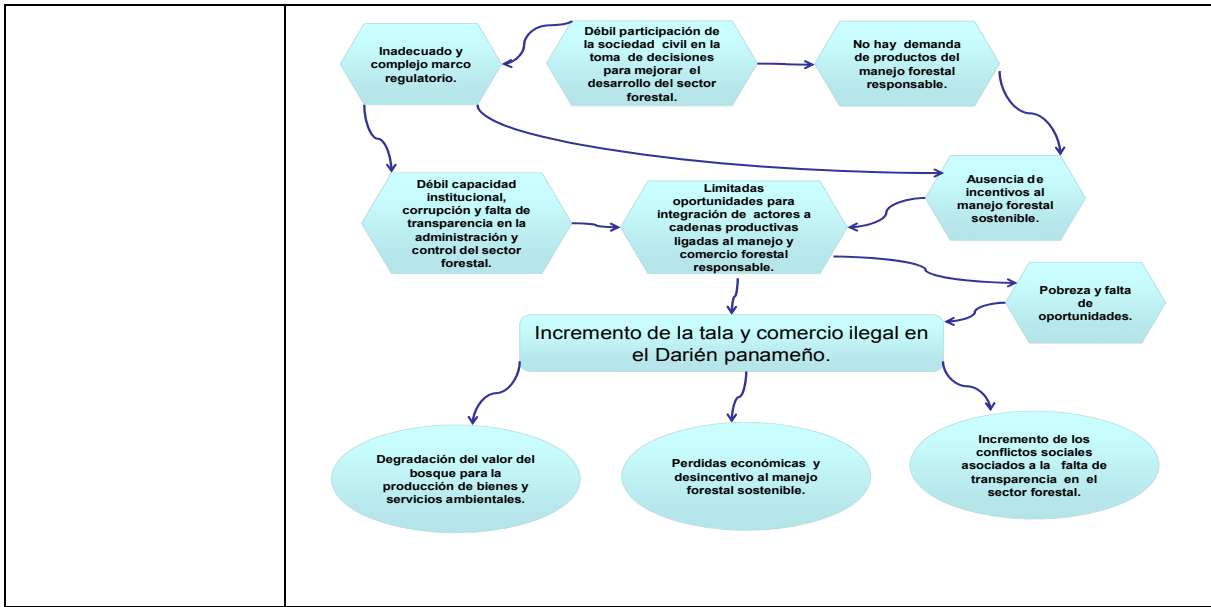 Inadecuado y
complejo marco
regulatorio.
Débil participación de
la sociedad civil en la
toma de decisiones
para mejorar el
desarrollo del sector
forestal.
No hay demanda
de productos del
manejo forestal
responsable.
Débil capacidad
institucional,
corrupción y falta de
transparencia en la
administración y
control del sector
forestal.
Limitadas
oportunidades para
integración de actores a
cadenas productivas
ligadas al manejo y
comercio forestal
responsable.
Ausencia de
incentivos al
manejo forestal
sostenible.
Pobreza y falta
de
oportunidades.
Incremento de la tala y comercio ilegal en
el Darién panameño.
Degradación del valor del
bosque para la
producción de bienes y
servicios ambientales.
Perdidas económicas y
desincentivo al manejo
forestal sostenible.
Incremento de los
conflictos sociales
asociados a la falta de
transparencia en el
sector forestal.